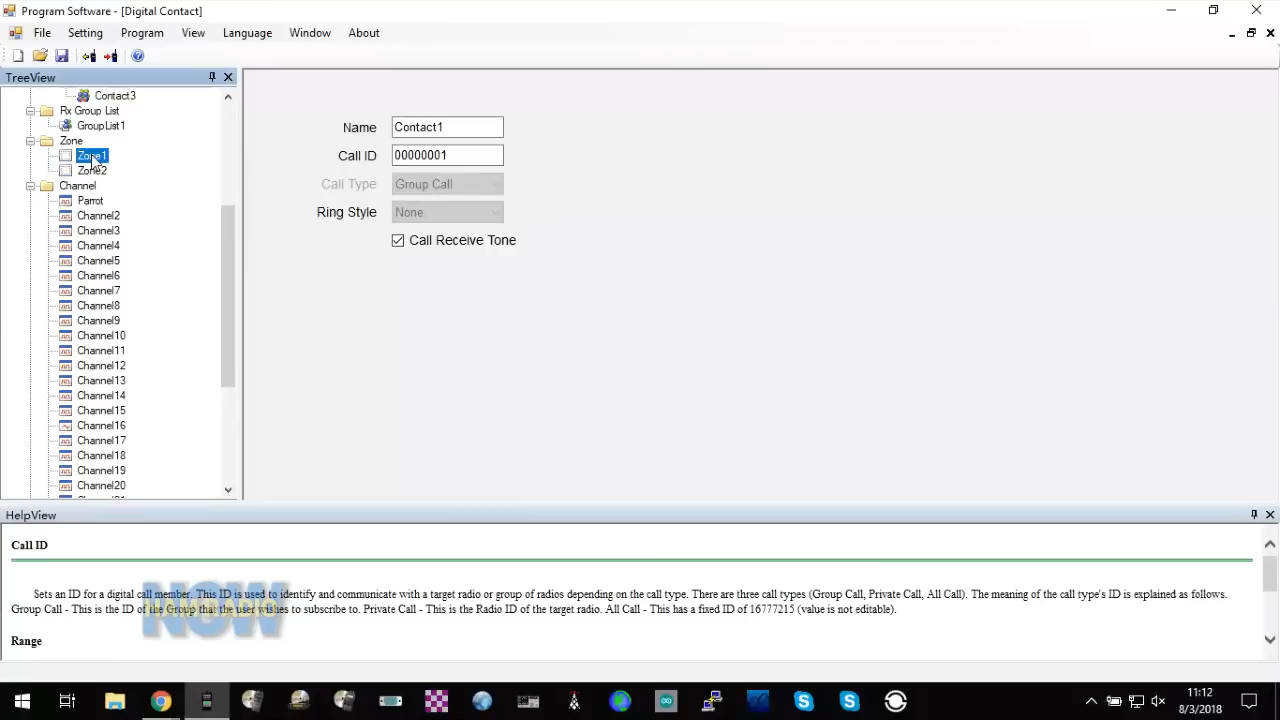 Program Software - [Digital Contact]
File Setting Program View Language Window About
TreeView
Contact3
Rx Group List
GroupList1
Zone
Zone1
Zone2
Channel
Parrot
Channel2
Channel3
Channel4
Channel5
Channel6
Channel7
Channel8
Channel9
Channel10
Channel11
Channel12
Channel13
Channel14
Channel15
Channel16
Channel17
Channel18
Channel19
Channel20
Name Contact1
Call ID 00000001
Call Type Group Call
Ring Style None
Call Receive Tone
HelpView
Call ID
Sets an ID for a digital call member. This ID is used to identify and communicate with a target radio or group of radios depending on the call type. There are three call types (Group Call, Private Call, All Call). The meaning of the call type's ID is explained as follows.
Group Call - This is the ID of the Group that the user wishes to subscribe to. Private Call - This is the Radio ID of the target radio. All Call - This has a fixed ID of 16777215 (value is not editable).
NOW
Range
11:12
8/3/2018